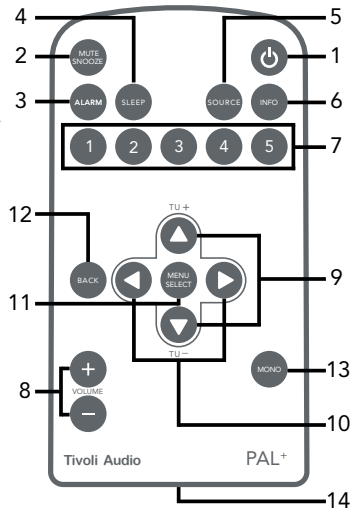 4
5
2
MUTE
SNOOZE
1
3
ALARM
SLEEP
SOURCE
INFO
6
1
2
3
4
5
7
12
TU +
BACK
MENU
SELECT
9
11
TU −
13
MONO
8
+
VOLUME
−
10
Tivoli Audio
PAL+
14